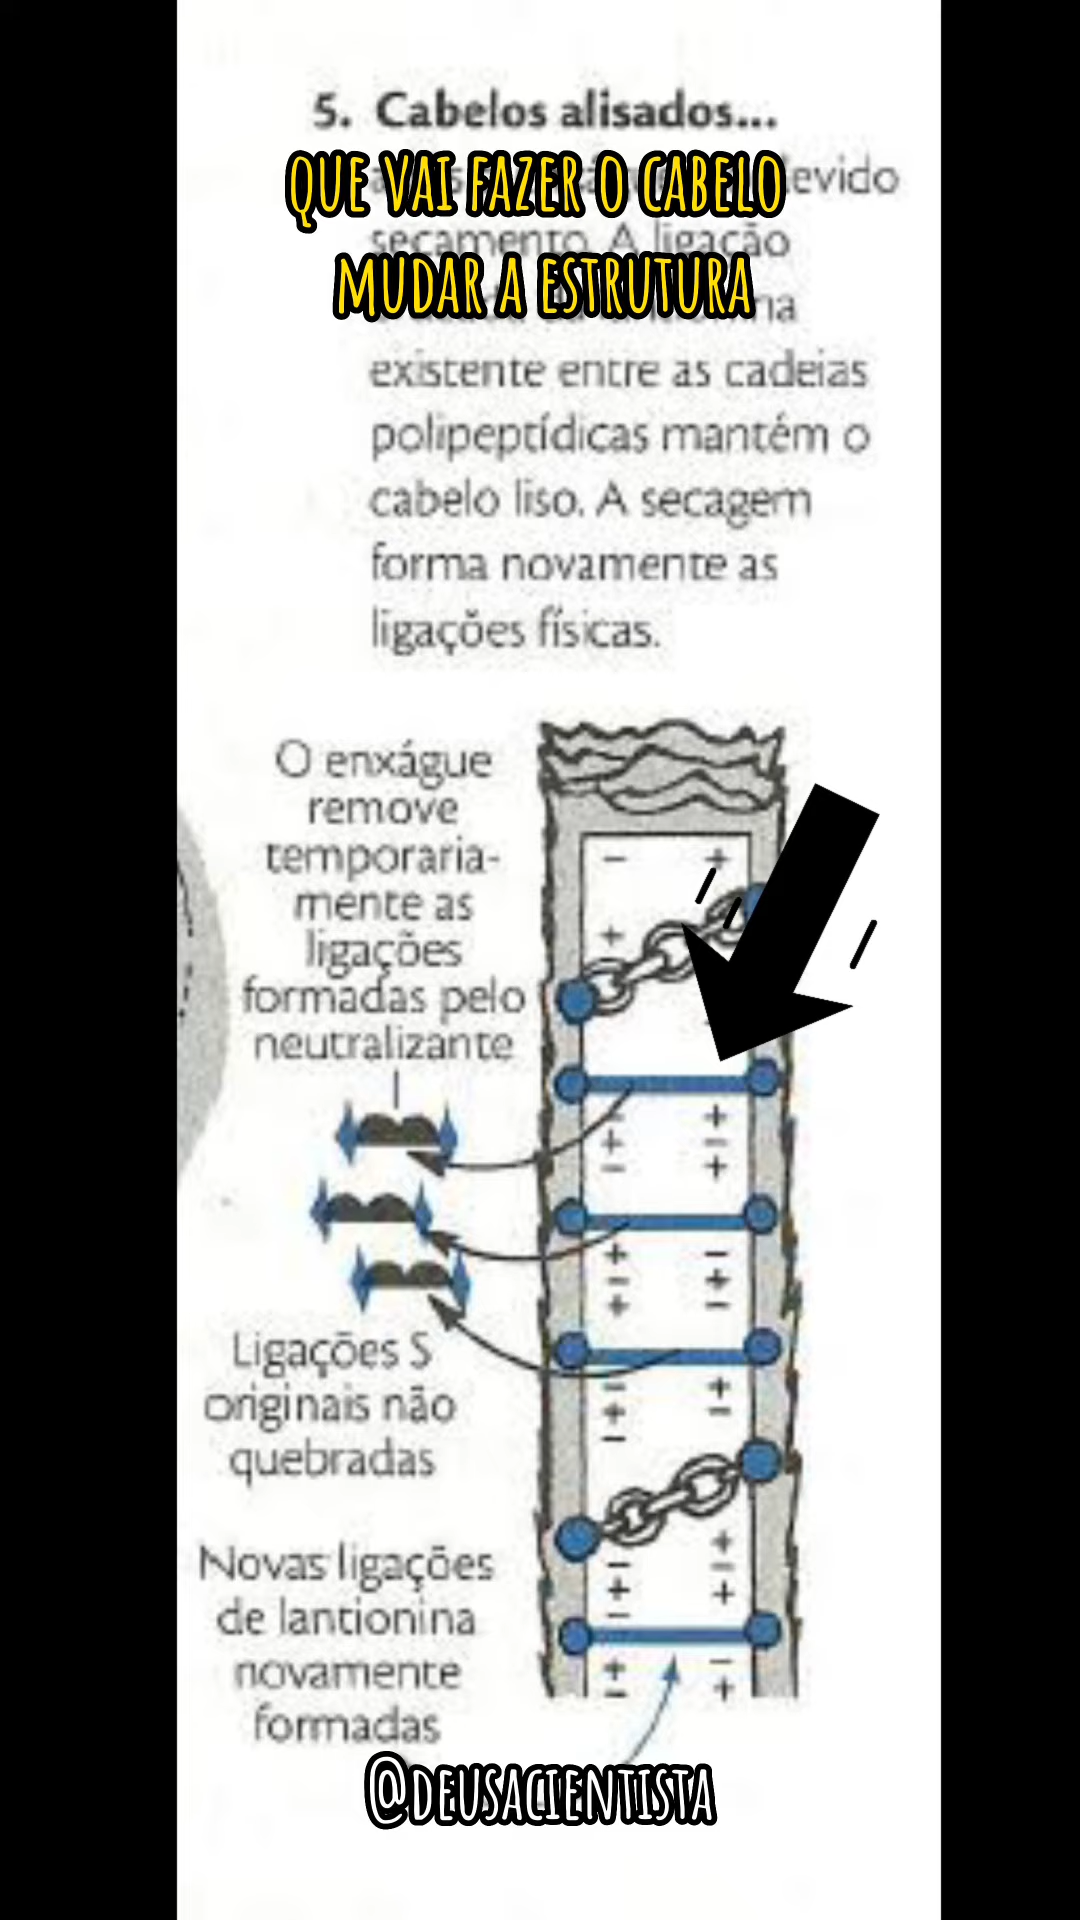 5. Cabelos alisados...
QUE VAI FAZER O CABELO
MUDAR A ESTRUTURA
secamento. A ligação
existente entre as cadeias
polipeptídicas mantém o
cabelo liso. A secagem
forma novamente as
ligações físicas.
O enxágue
remove
temporaria-
mente as
ligações
formadas pelo
neutralizante
Ligações S
originais não
quebradas
Novas ligações
de lantionina
novamente
formadas
@DEUSACIENTISTA